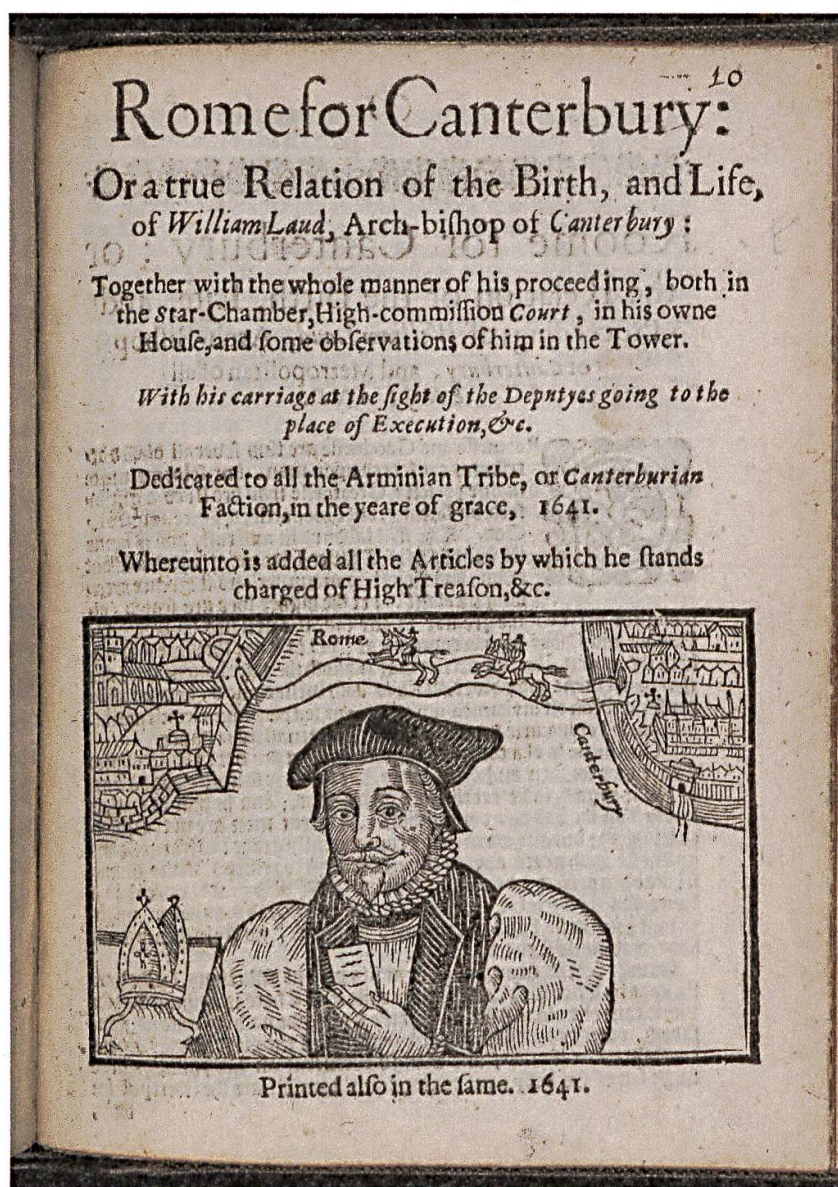 10
Rome for Canterbury:
Or a true Relation of the Birth, and Life,
of William Laud, Arch-biſhop of Canterbury:
Together with the whole manner of his proceeding, both in
the Star-Chamber, High-commiſſion Court, in his owne
Houſe, and ſome obſervations of him in the Tower.
With his carriage at the ſight of the Deputyes going to the
place of Execution, &c.
Dedicated to all the Arminian Tribe, or Canterburian
Faction, in the yeare of grace, 1641.
Whereunto is added all the Articles by which he ſtands
charged of High Treaſon, &c.
Rome
Canterbury
Printed alſo in the ſame. 1641.